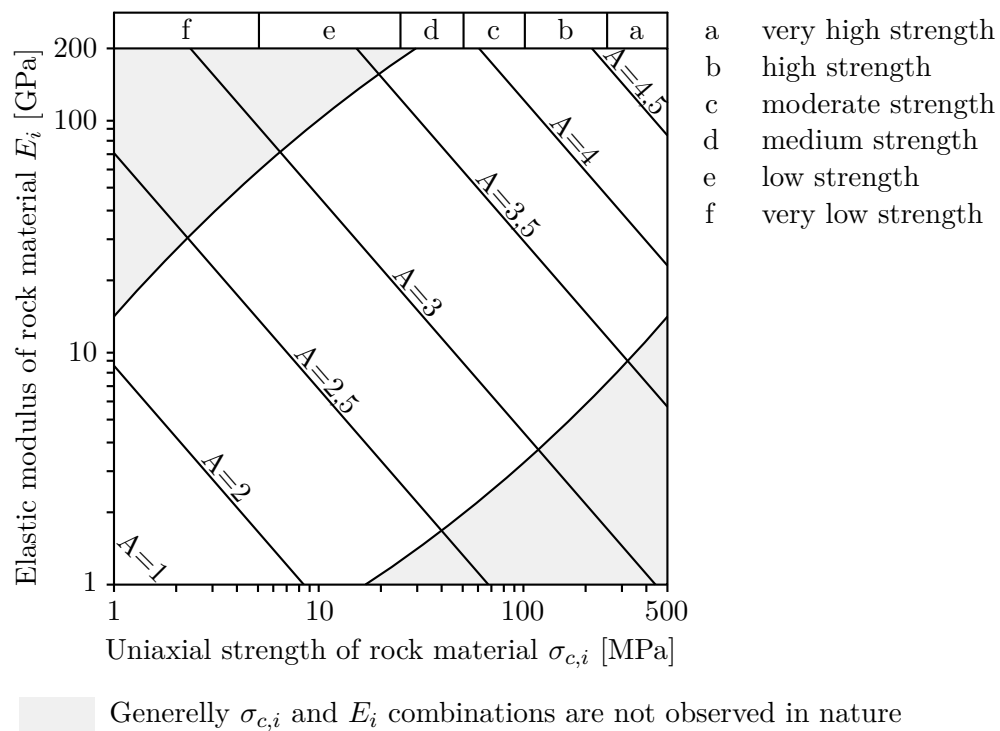 f e d c b a
a very high strength
b high strength
c moderate strength
d medium strength
e low strength
f very low strength
Elastic modulus of rock material E_i [GPa]
200
100
10
1
A=4,5
A=4
A=3,5
A=3
A=2,5
A=2
A=1
1 10 100 500
Uniaxial strength of rock material σ_{c,i} [MPa]
Generelly σ_{c,i} and E_i combinations are not observed in nature